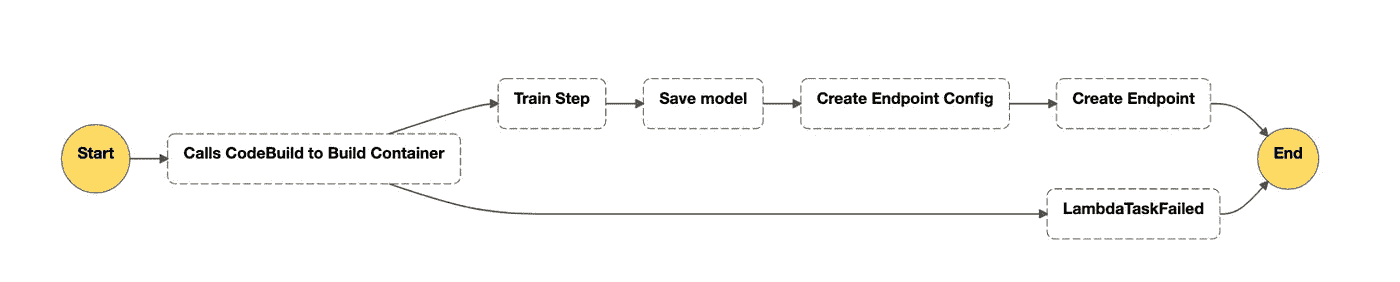 Start
Calls CodeBuild to Build Container
Train Step
Save model
Create Endpoint Config
Create Endpoint
LambdaTaskFailed
End